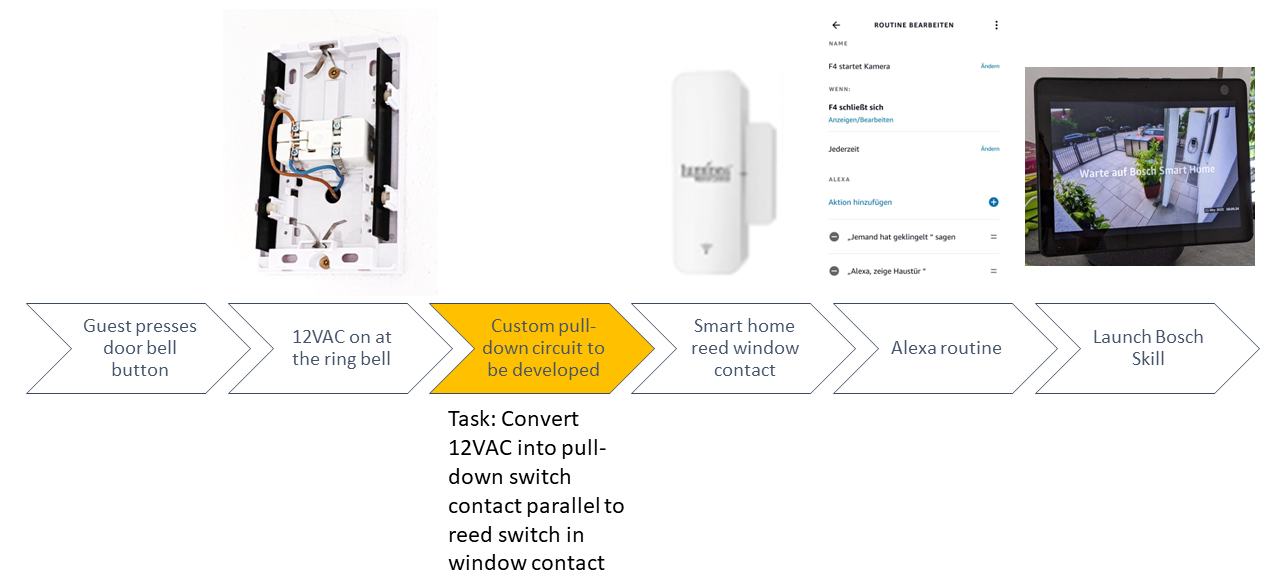 ROUTINE BEARBEITEN
NAME
F4 startet Kamera
Ändern
WENN:
F4 schließt sich
Anzeigen/Bearbeiten
Jederzeit
Ändern
ALEXA
Aktion hinzufügen
„Jemand hat geklingelt “ sagen
„Alexa, zeige Haustür “
Warte auf Bosch Smart Home
Guest presses
door bell
button
12VAC on at
the ring bell
Custom pull-
down circuit to
be developed
Smart home
reed window
contact
Alexa routine
Launch Bosch
Skill
Task: Convert
12VAC into pull-
down switch
contact parallel to
reed switch in
window contact